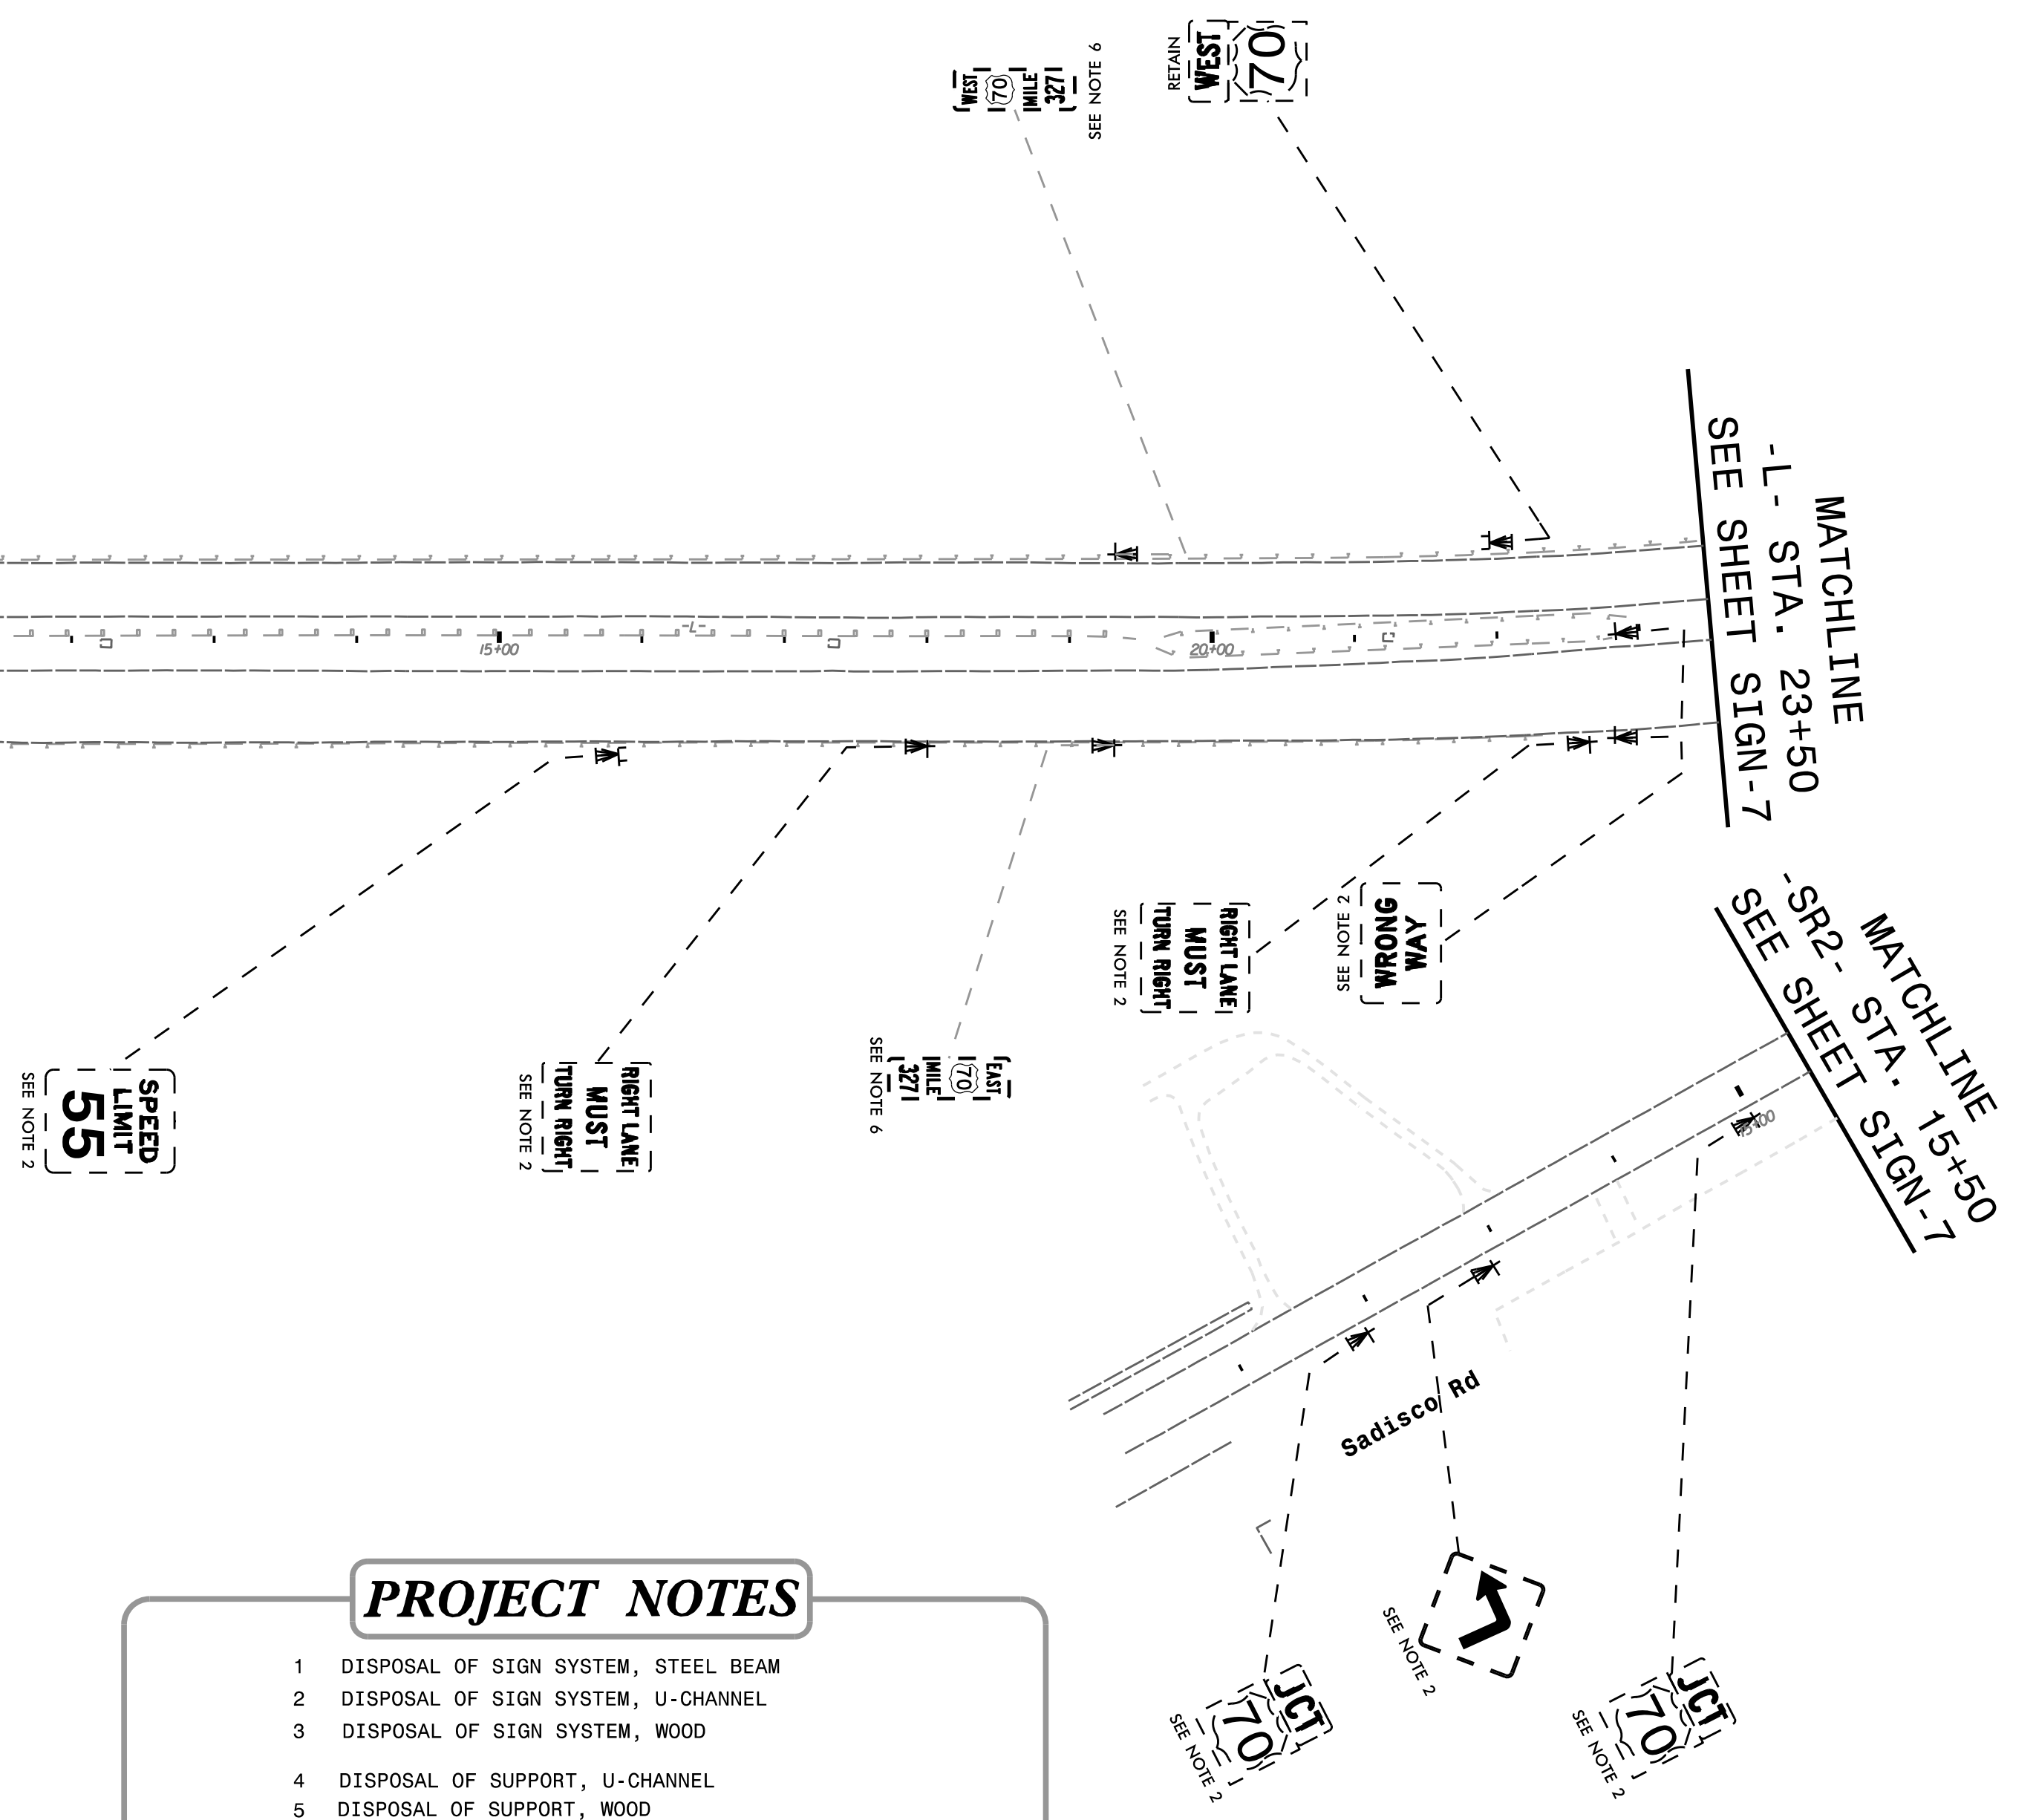 WEST
70
MILE
327
SEE NOTE 6
RETAIN
WEST
70
MATCHLINE
-L- STA. 23+50
SEE SHEET SIGN-7
-L-
15+00
20+00
SPEED
LIMIT
55
SEE NOTE 2
RIGHT LANE
MUST
TURN RIGHT
SEE NOTE 2
EAST
70
MILE
327
SEE NOTE 6
RIGHT LANE
MUST
TURN RIGHT
SEE NOTE 2
SEE NOTE 2
WRONG
WAY
MATCHLINE
-SR2- STA. 15+50
SEE SHEET SIGN-7
15+00
Sadisco Rd
JCT
70
SEE NOTE 2
SEE NOTE 2
JCT
70
SEE NOTE 2
PROJECT NOTES
1 DISPOSAL OF SIGN SYSTEM, STEEL BEAM
2 DISPOSAL OF SIGN SYSTEM, U-CHANNEL
3 DISPOSAL OF SIGN SYSTEM, WOOD
4 DISPOSAL OF SUPPORT, U-CHANNEL
5 DISPOSAL OF SUPPORT, WOOD